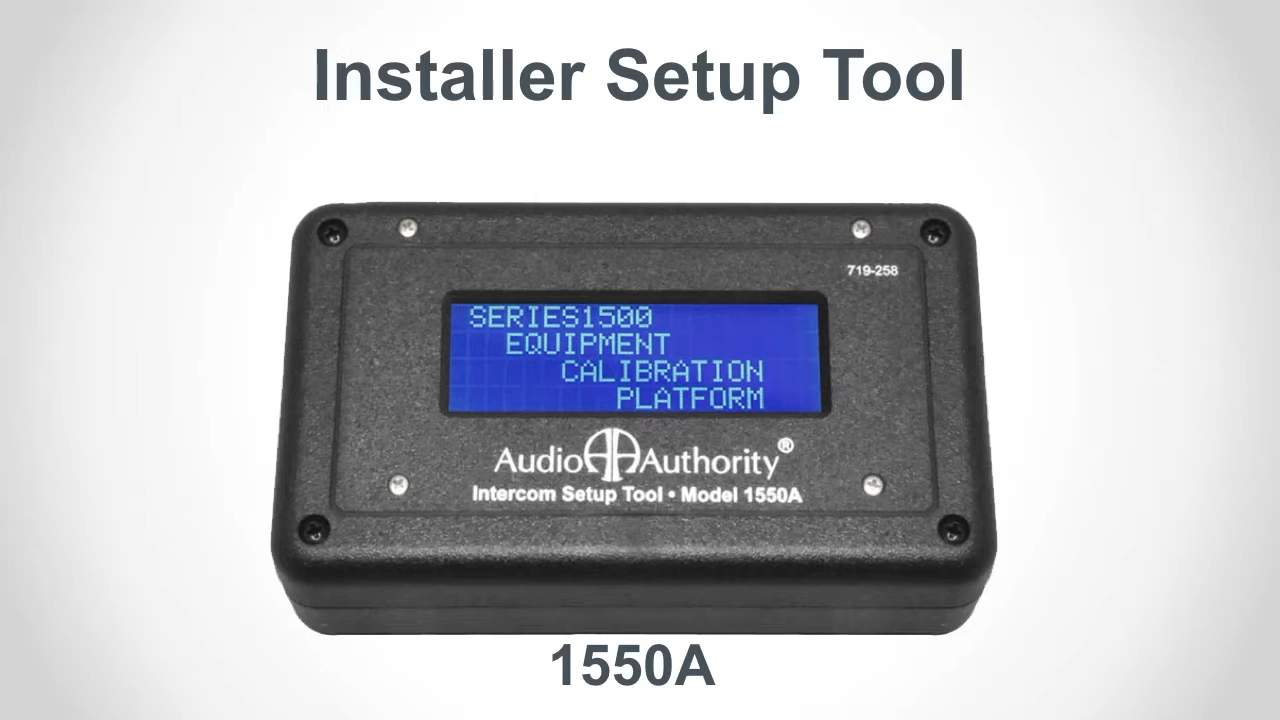 Installer Setup Tool
719-258
SERIES1500
EQUIPMENT
CALIBRATION
PLATFORM
Audio Authority®
Intercom Setup Tool • Model 1550A
1550A